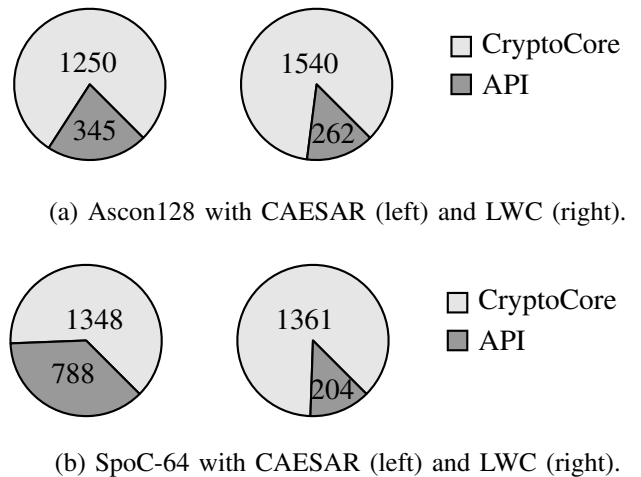 1250
345
1540
262
CryptoCore
API
(a) Ascon128 with CAESAR (left) and LWC (right).
1348
788
1361
204
CryptoCore
API
(b) SpoC-64 with CAESAR (left) and LWC (right).